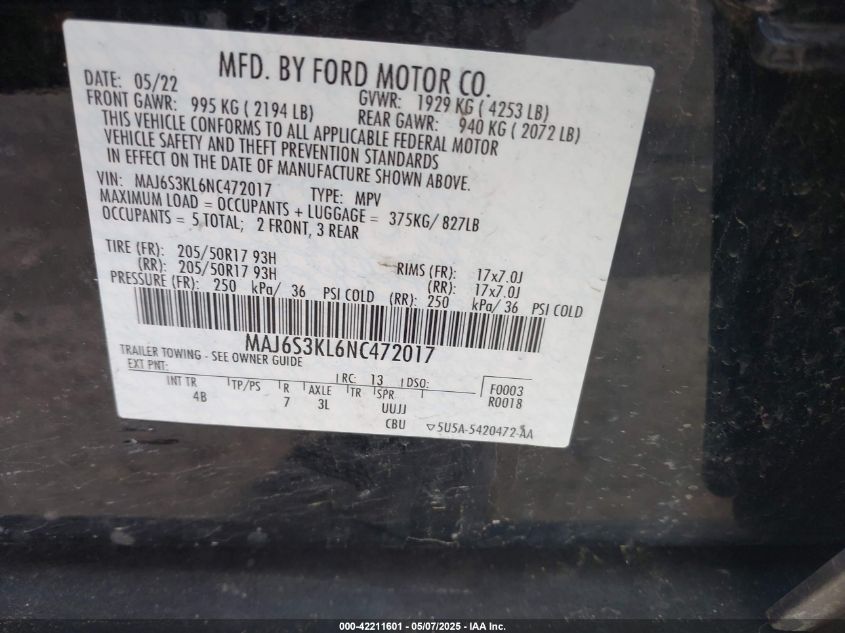 MFD. BY FORD MOTOR CO.
DATE: 05/22 GVWR: 1929 KG ( 4253 LB)
FRONT GAWR: 995 KG ( 2194 LB) REAR GAWR: 940 KG ( 2072 LB)
THIS VEHICLE CONFORMS TO ALL APPLICABLE FEDERAL MOTOR
VEHICLE SAFETY AND THEFT PREVENTION STANDARDS
IN EFFECT ON THE DATE OF MANUFACTURE SHOWN ABOVE.
VIN: MAJ6S3KL6NC472017 TYPE: MPV
MAXIMUM LOAD = OCCUPANTS + LUGGAGE = 375KG/ 827LB
OCCUPANTS = 5 TOTAL; 2 FRONT, 3 REAR
TIRE (FR): 205/50R17 93H RIMS (FR): 17x7.0J
(RR): 205/50R17 93H (RR): 17x7.0J
PRESSURE (FR): 250 kPa/ 36 PSI COLD (RR): 250 kPa/ 36 PSI COLD
MAJ6S3KL6NC472017
TRAILER TOWING - SEE OWNER GUIDE
EXT PNT: RC: 13 DSO: F0003
INT TR TP/PS R AXLE TR SPR R0018
4B 7 3L UUJJ
CBU ▽5U5A-5420472-AA
000-42211601 - 05/07/2025 - IAA Inc.